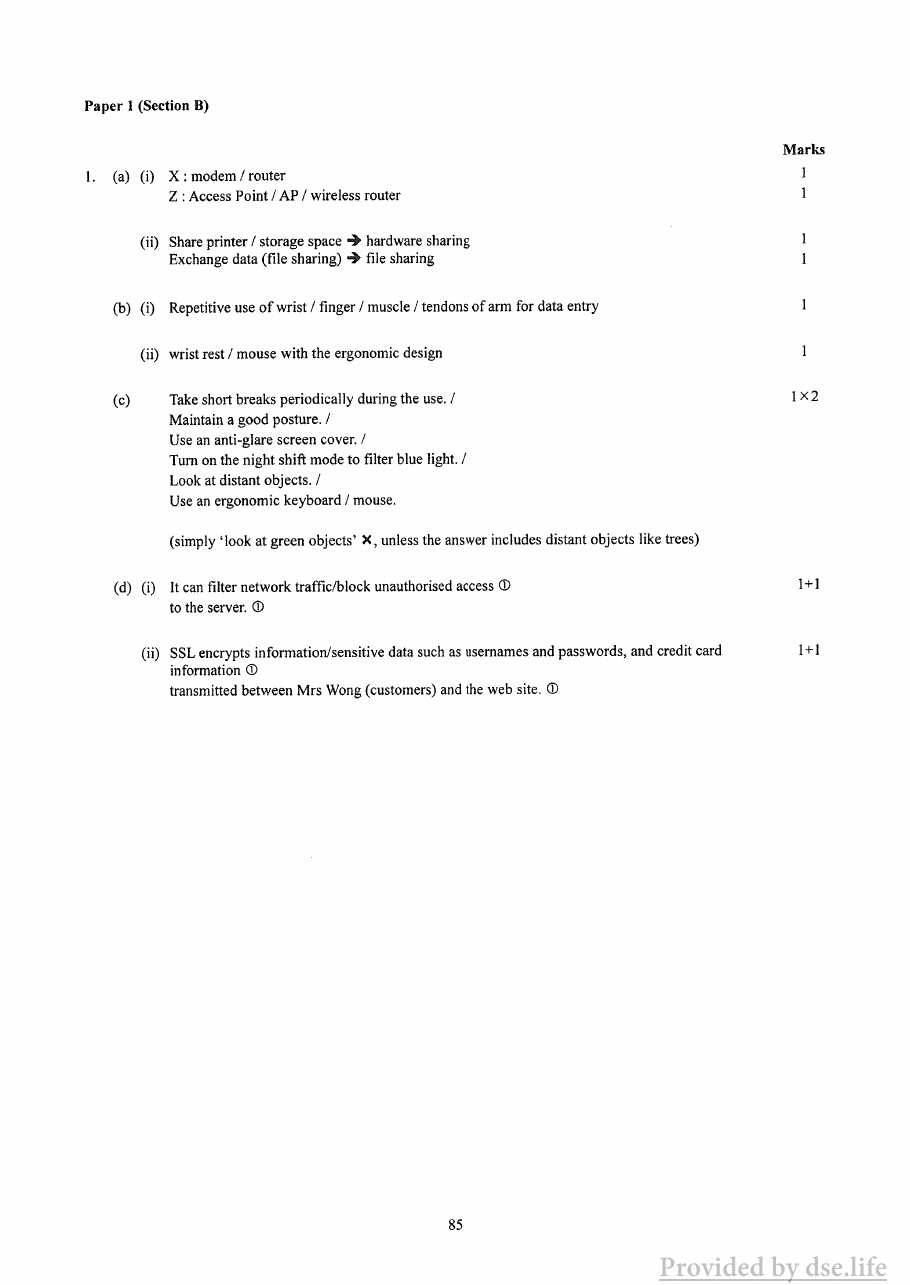 Paper 1 (Section B)
Marks
1. (a) (i) X : modem / router 1
Z : Access Point / AP / wireless router 1
(ii) Share printer / storage space ➔ hardware sharing 1
Exchange data (file sharing) ➔ file sharing 1
(b) (i) Repetitive use of wrist / finger / muscle / tendons of arm for data entry 1
(ii) wrist rest / mouse with the ergonomic design 1
(c) Take short breaks periodically during the use. / 1×2
Maintain a good posture. /
Use an anti-glare screen cover. /
Turn on the night shift mode to filter blue light. /
Look at distant objects. /
Use an ergonomic keyboard / mouse.
(simply ‘look at green objects’ ✕, unless the answer includes distant objects like trees)
(d) (i) It can filter network traffic/block unauthorised access ① 1+1
to the server. ①
(ii) SSL encrypts information/sensitive data such as usernames and passwords, and credit card 1+1
information ①
transmitted between Mrs Wong (customers) and the web site. ①
85
Provided by dse.life